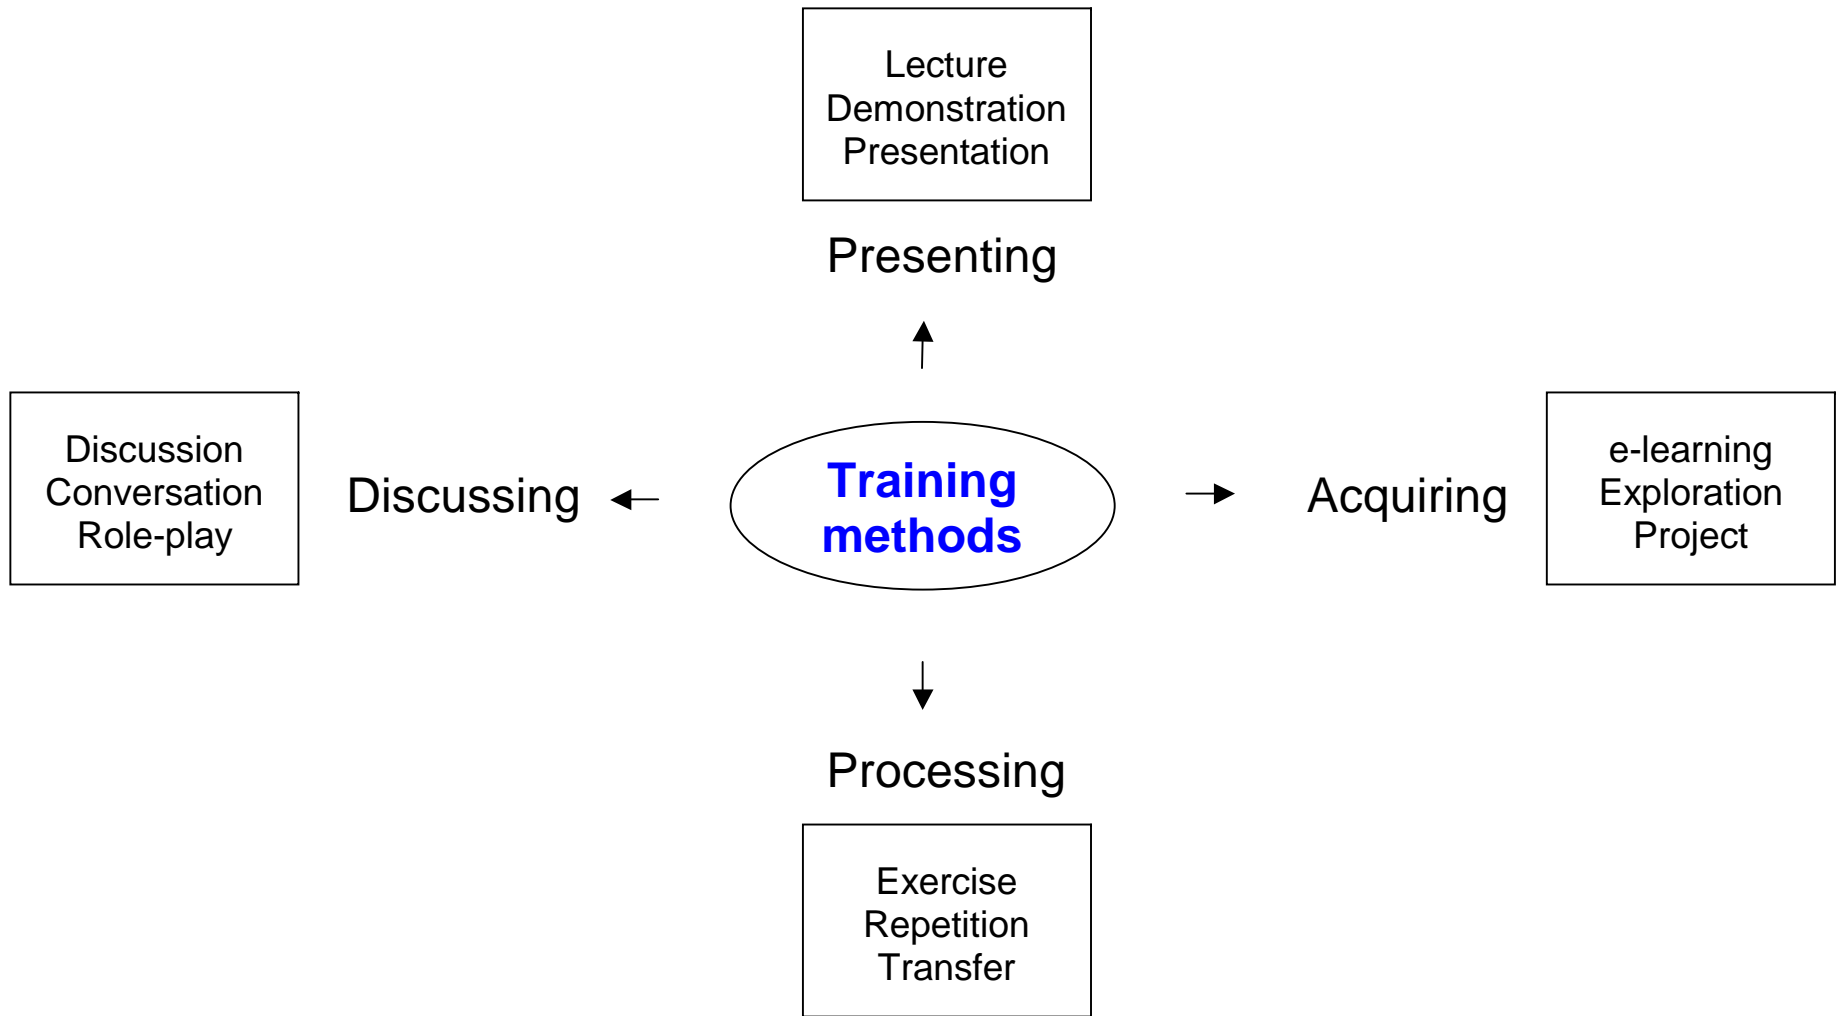 Lecture
Demonstration
Presentation
Presenting
Discussion
Conversation
Role-play
Discussing
Training
methods
Acquiring
e-learning
Exploration
Project
Processing
Exercise
Repetition
Transfer